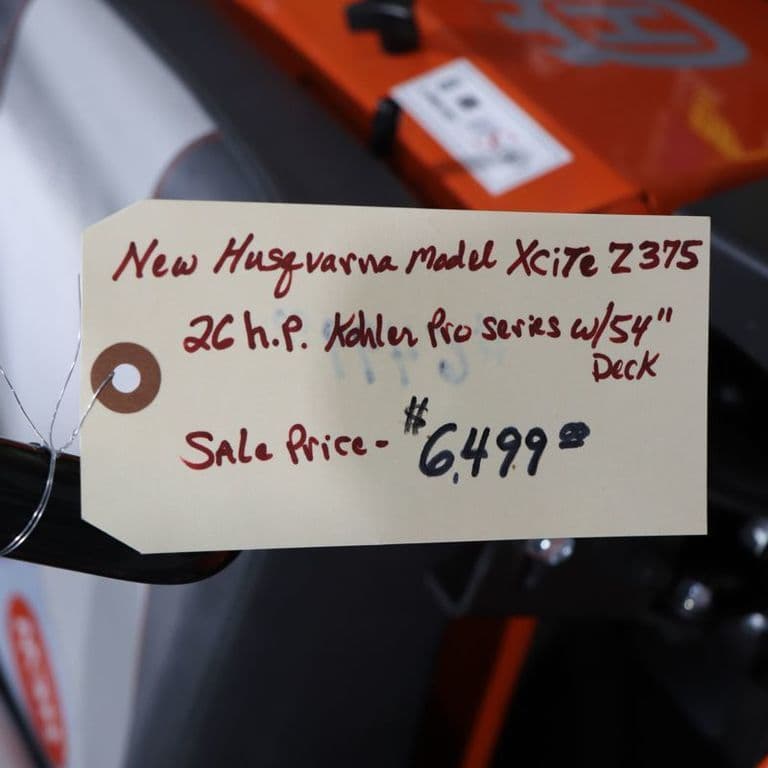 New Husqvarna Model XCiTe Z375
26 h.p. Kohler Pro series w/54"
Deck
Sale Price - $6,499.00